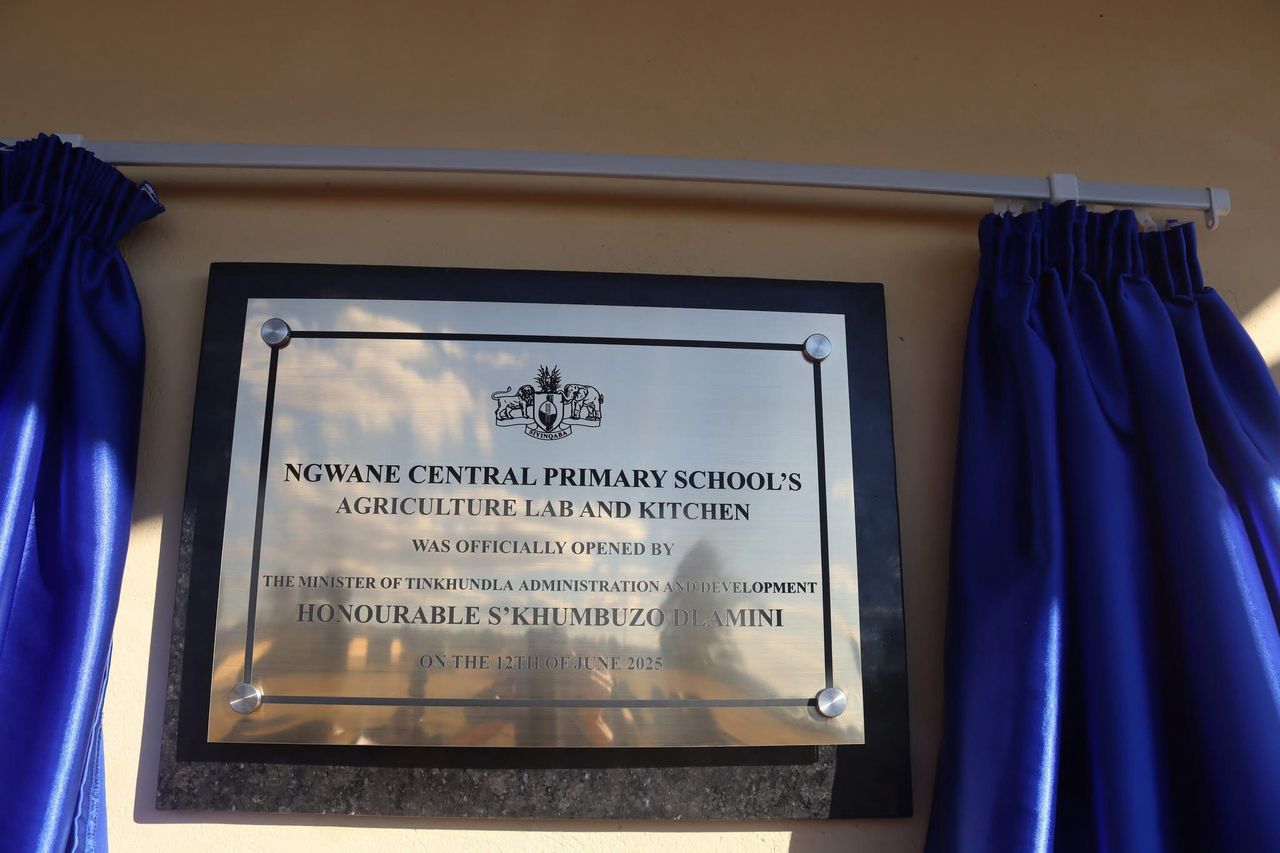 SIYINQABA
NGWANE CENTRAL PRIMARY SCHOOL'S
AGRICULTURE LAB AND KITCHEN
WAS OFFICIALLY OPENED BY
THE MINISTER OF TINKHUNDLA ADMINISTRATION AND DEVELOPMENT
HONOURABLE S'KHUMBUZO DLAMINI
ON THE 12TH OF JUNE 2025